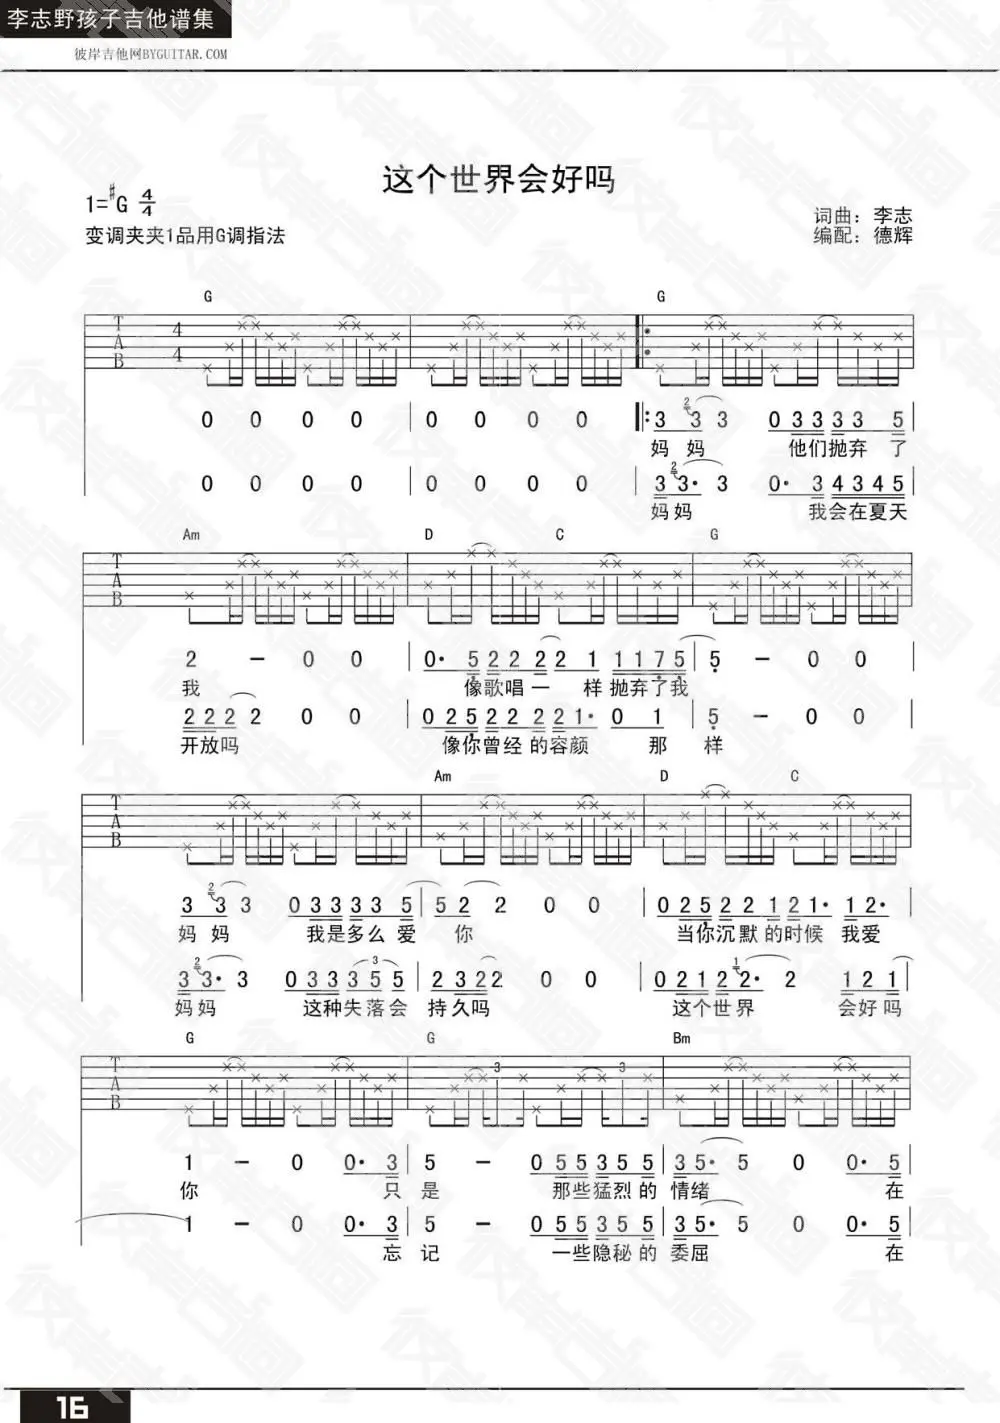 李志野孩子吉他谱集
彼岸吉他网BYGUITAR.COM
这个世界会好吗
1=#G 4/4
变调夹夹1品用G调指法
词曲：李志
编配：德辉
G G
T A B 4 4
0 0 0 0 | 0 0 0 0 3 2 3 3 0 3 3 3 3 5
妈 妈 他们抛弃 了
0 0 0 0 0 0 0 0 3 2 3· 3 0· 3 4 3 4 5
妈妈 我会在夏天
Am D C G
T A B
2 - 0 0 | 0· 5 2 2 2 2 1 1 1 7 5 | 5 - 0 0
我 像歌唱一 样 抛弃了我
2 2 2 2 0 0 | 0 2 5 2 2 2 2 1· 0 1 | 5 - 0 0
开放吗 像你曾经 的容颜 那 样
Am D C
T A B
3 2 3 3 0 3 3 3 3 5 | 5 2 2 0 0 | 0 2 5 2 2 1 2 1· 1 2·
妈 妈 我是多么 爱 你 当你沉默 的时候 我爱
3 2 3· 3 0 3 3 3 3 3 5 5 | 2 3 2 2 0 0 | 0 2 1 2 1 2 2· 2 1 2 1
妈妈 这种失落会 持久吗 这个世界 会好吗
G G Bm
T A B 3 3
1 - 0 0· 3 | 5 - 0 5 5 3 5 5 5 | 3 5· 5 0 0· 5
你 只 是 那些猛烈的 情绪 在
1 - 0 0· 3 | 5 - 0 5 5 3 5 5 5 | 3 5· 5 0 0· 5
忘 记 一些隐秘的 委屈 在
16